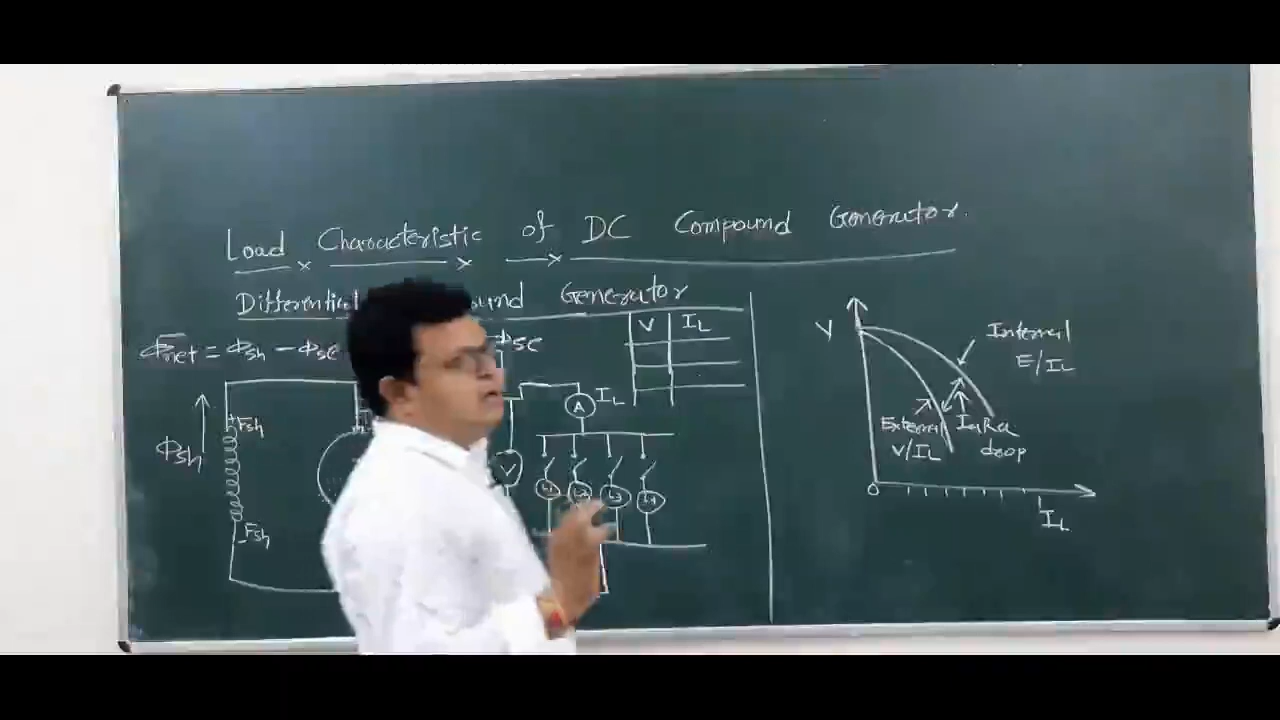 Load Characteristic of DC Compound Generator.
Differential Generator
Φnet = Φsh - Φse
Φse
V IL
Φsh
Fsh
Fsh
A IL
V
L1 L2 L3 L4
V
Internal
E/IL
External
V/IL
IaRa
drop
0
IL